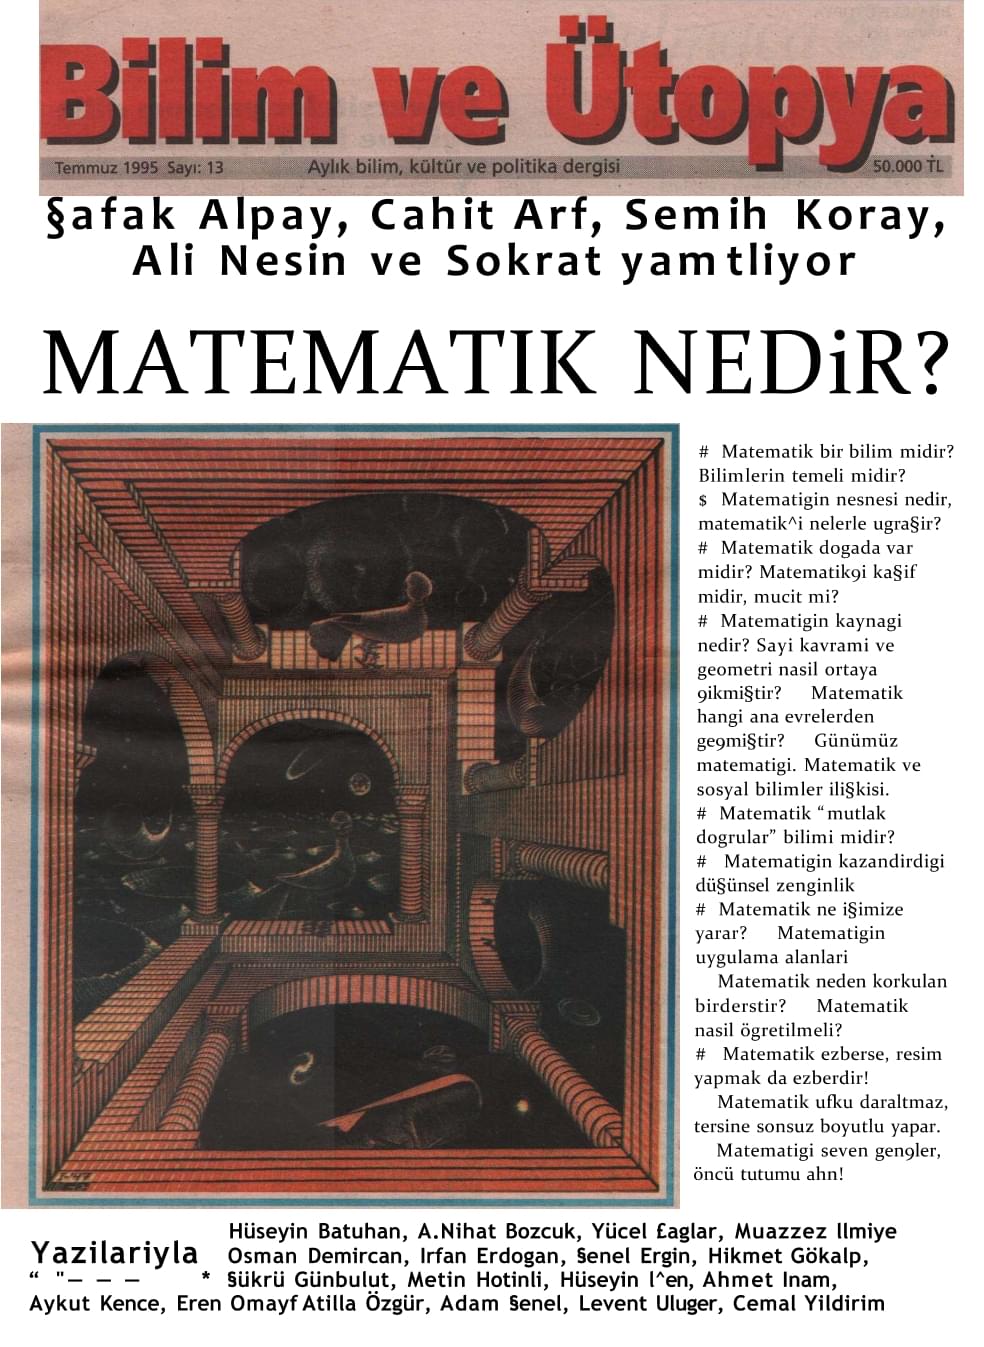 Bilim ve Ütopya
Temmuz 1995 Sayı: 13 Aylık bilim, kültür ve politika dergisi 50.000 TL
§afak Alpay, Cahit Arf, Semih Koray,
Ali Nesin ve Sokrat yamtliyor
MATEMATIK NEDiR?
# Matematik bir bilim midir?
Bilimlerin temeli midir?
$ Matematigin nesnesi nedir,
matematik^i nelerle ugra§ir?
# Matematik dogada var
midir? Matematik9i ka§if
midir, mucit mi?
# Matematigin kaynagi
nedir? Sayi kavrami ve
geometri nasil ortaya
9ikmi§tir? Matematik
hangi ana evrelerden
ge9mi§tir? Günümüz
matematigi. Matematik ve
sosyal bilimler ili§kisi.
# Matematik “mutlak
dogrular” bilimi midir?
# Matematigin kazandirdigi
dü§ünsel zenginlik
# Matematik ne i§imize
yarar? Matematigin
uygulama alanlari
Matematik neden korkulan
birderstir? Matematik
nasil ögretilmeli?
# Matematik ezberse, resim
yapmak da ezberdir!
Matematik ufku daraltmaz,
tersine sonsuz boyutlu yapar.
Matematigi seven gen9ler,
öncü tutumu ahn!
Hüseyin Batuhan, A.Nihat Bozcuk, Yücel £aglar, Muazzez Ilmiye
Yazilariyla Osman Demircan, Irfan Erdogan, §enel Ergin, Hikmet Gökalp,
“ "— — — * §ükrü Günbulut, Metin Hotinli, Hüseyin l^en, Ahmet Inam,
Aykut Kence, Eren Omayf Atilla Özgür, Adam §enel, Levent Uluger, Cemal Yildirim